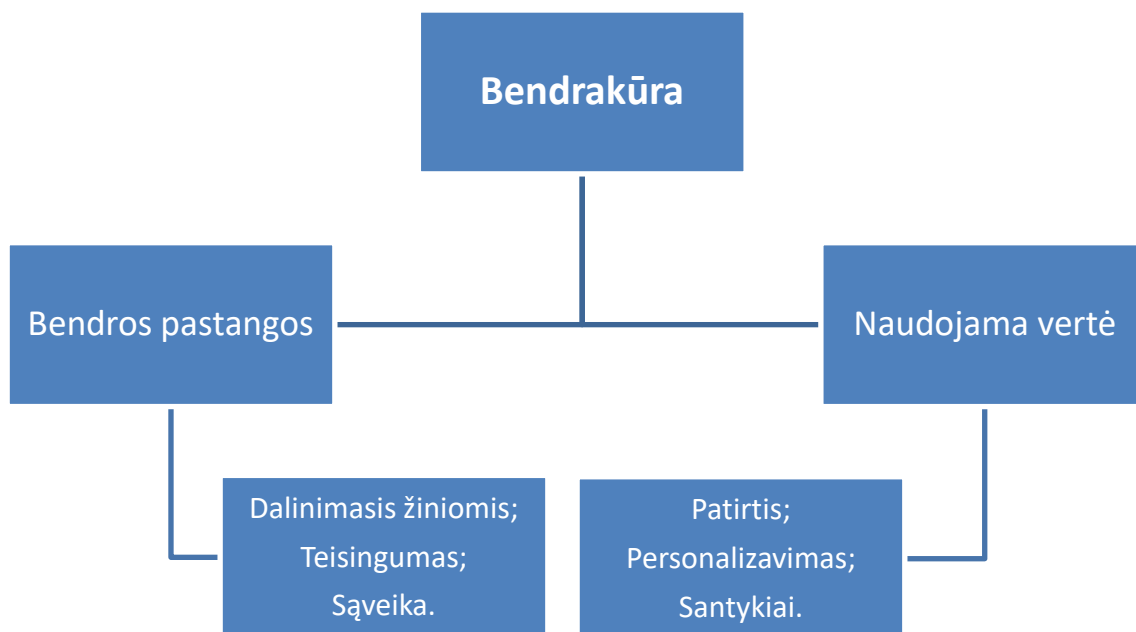 Bendrakūra
Bendros pastangos
Naudojama vertė
Dalinimasis žiniomis;
Teisingumas;
Sąveika.
Patirtis;
Personalizavimas;
Santykiai.